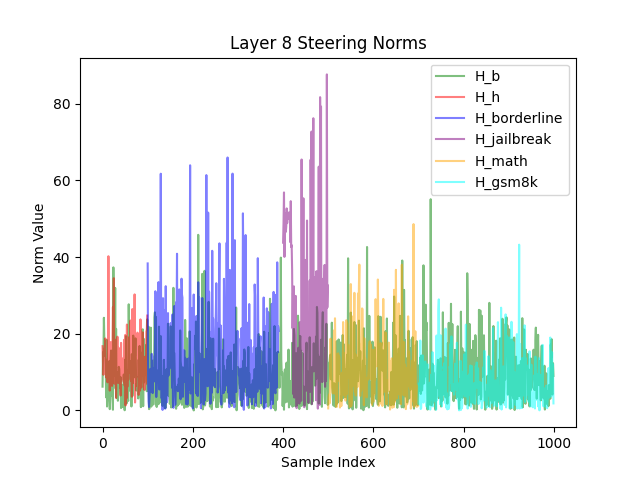 Layer 8 Steering Norms
Norm Value
80
60
40
20
0
0 200 400 600 800 1000
Sample Index
H_b
H_h
H_borderline
H_jailbreak
H_math
H_gsm8k